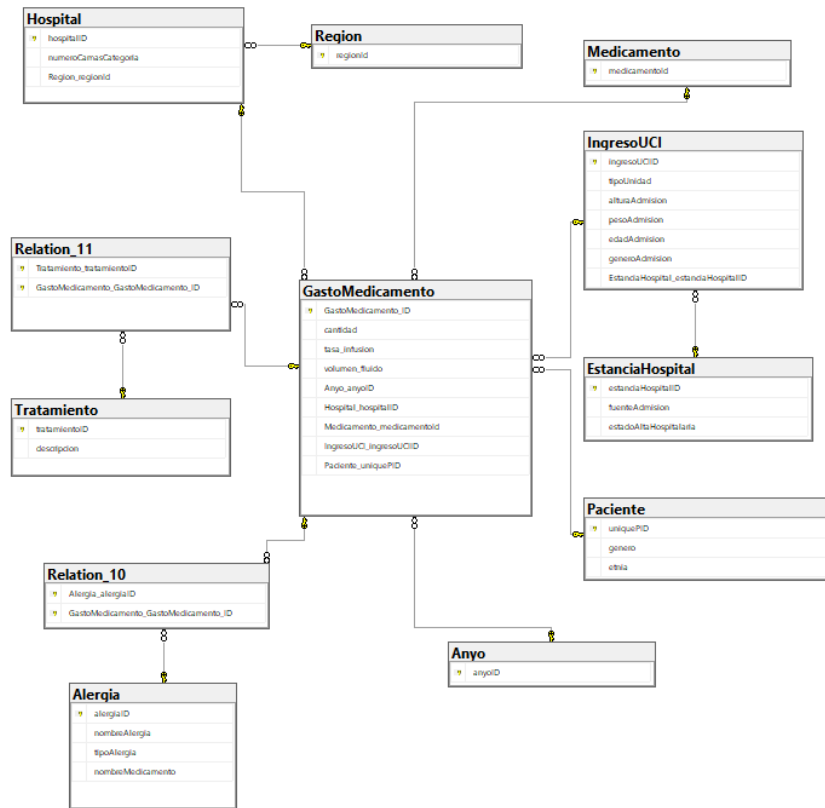 Hospital
hospitalID
numeroCamasCategoria
Region_regionId
Region
regionId
Medicamento
medicamentoId
IngresoUCI
ingresoUCIID
tipoUnidad
alturaAdmision
pesoAdmision
edadAdmision
generoAdmision
EstanciaHospital_estanciaHospitalID
Relation_11
Tratamiento_tratamientoID
GastoMedicamento_GastoMedicamento_ID
GastoMedicamento
GastoMedicamento_ID
cantidad
tasa_infusion
volumen_fluido
Anyo_anyoID
Hospital_hospitalID
Medicamento_medicamentoId
IngresoUCI_ingresoUCIID
Paciente_uniquePID
EstanciaHospital
estanciaHospitalID
fuenteAdmision
estadoAltaHospitalaria
Tratamiento
tratamientoID
descripcion
Paciente
uniquePID
genero
etnia
Relation_10
Alergia_alergiaID
GastoMedicamento_GastoMedicamento_ID
Anyo
anyoID
Alergia
alergiaID
nombreAlergia
tipoAlergia
nombreMedicamento